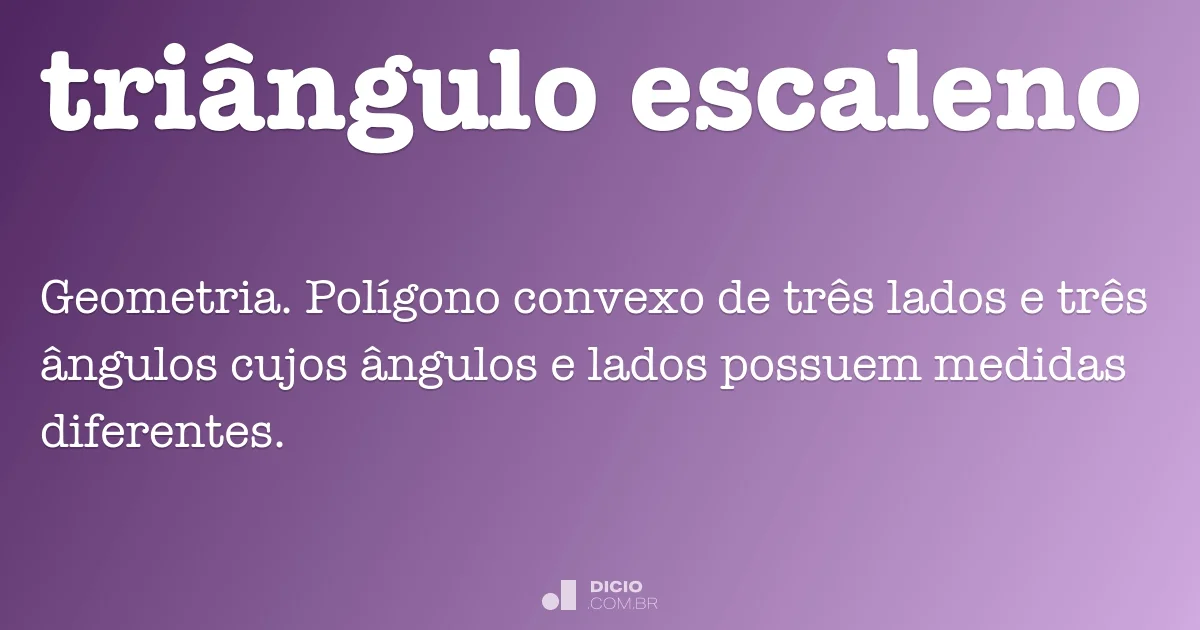 triângulo escaleno
Geometria. Polígono convexo de três lados e três
ângulos cujos ângulos e lados possuem medidas
diferentes.
DICIO
.COM.BR